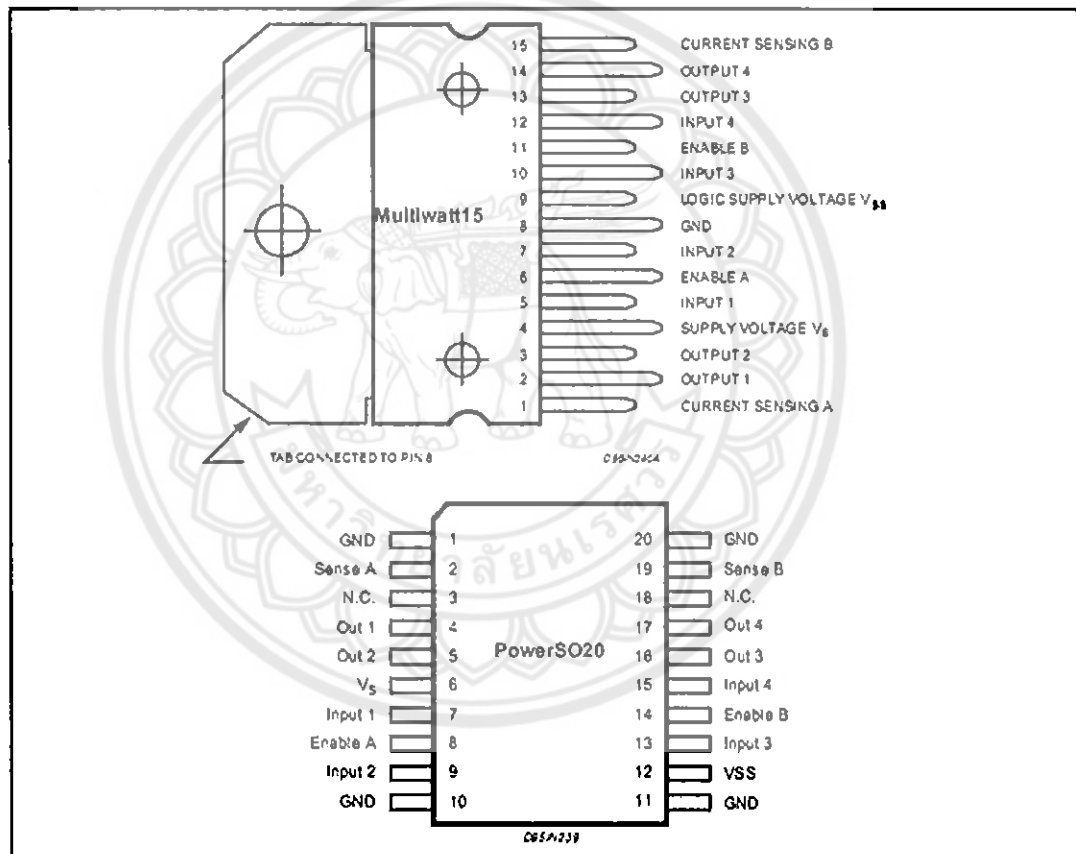 15 CURRENT SENSING B
14 OUTPUT 4
13 OUTPUT 3
12 INPUT 4
11 ENABLE B
10 INPUT 3
9 LOGIC SUPPLY VOLTAGE VSS
8 GND
7 INPUT 2
6 ENABLE A
5 INPUT 1
4 SUPPLY VOLTAGE VS
3 OUTPUT 2
2 OUTPUT 1
1 CURRENT SENSING A
Multiwatt15
TAB CONNECTED TO PIN 8
GND 1 20 GND
Sense A 2 19 Sense B
N.C. 3 18 N.C.
Out 1 4 17 Out 4
Out 2 5 16 Out 3
VS 6 15 Input 4
Input 1 7 14 Enable B
Enable A 8 13 Input 3
Input 2 9 12 VSS
GND 10 11 GND
PowerSO20
D95IN239